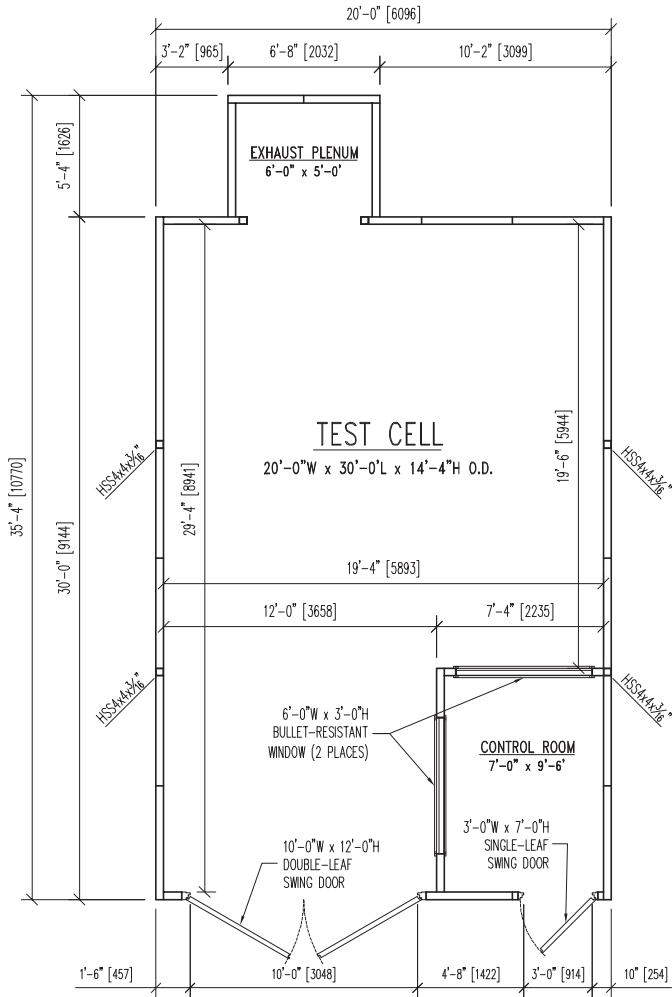 20'-0" [6096]
3'-2" [965]
6'-8" [2032]
10'-2" [3099]
5'-4" [1626]
EXHAUST PLENUM
6'-0" x 5'-0'
35'-4" [10770]
30'-0" [9144]
29'-4" [8941]
19'-6" [5944]
TEST CELL
20'-0"W x 30'-0'L x 14'-4"H O.D.
HSS4x4x3/16
HSS4x4x3/16
19'-4" [5893]
12'-0" [3658]
7'-4" [2235]
HSS4x4x3/16
HSS4x4x3/16
6'-0"W x 3'-0"H
BULLET-RESISTANT
WINDOW (2 PLACES)
CONTROL ROOM
7'-0" x 9'-6'
10'-0"W x 12'-0"H
DOUBLE-LEAF
SWING DOOR
3'-0"W x 7'-0"H
SINGLE-LEAF
SWING DOOR
1'-6" [457]
10'-0" [3048]
4'-8" [1422]
3'-0" [914]
10" [254]